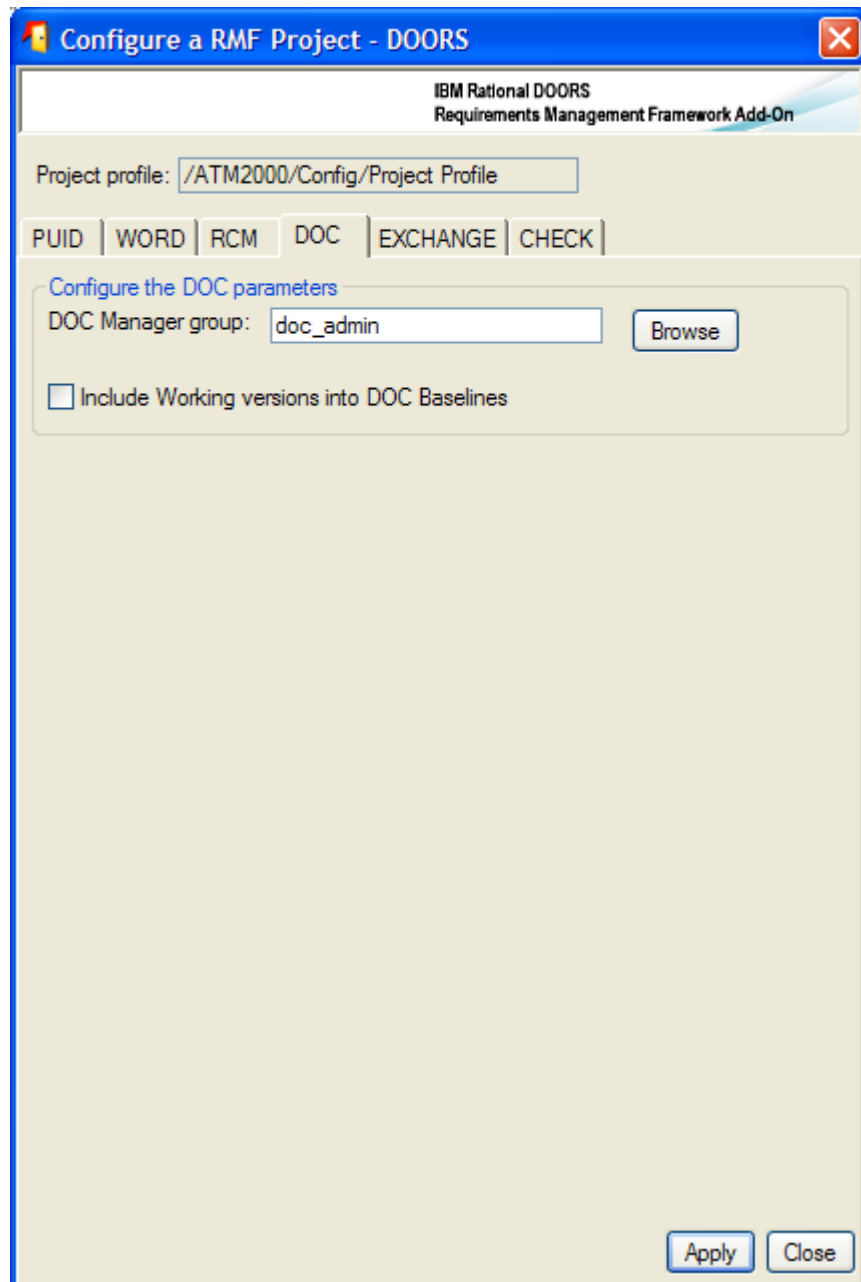 Configure a RMF Project - DOORS
IBM Rational DOORS
Requirements Management Framework Add-On
Project profile: /ATM2000/Config/Project Profile
PUID WORD RCM DOC EXCHANGE CHECK
Configure the DOC parameters
DOC Manager group: doc_admin Browse
Include Working versions into DOC Baselines
Apply Close